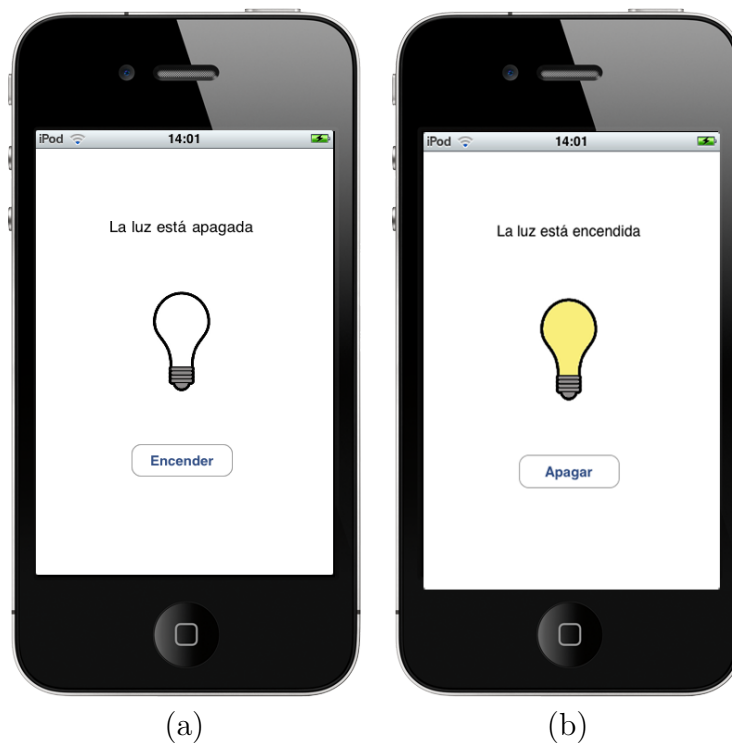 iPod 14:01
La luz está apagada
Encender
(a)
iPod 14:01
La luz está encendida
Apagar
(b)